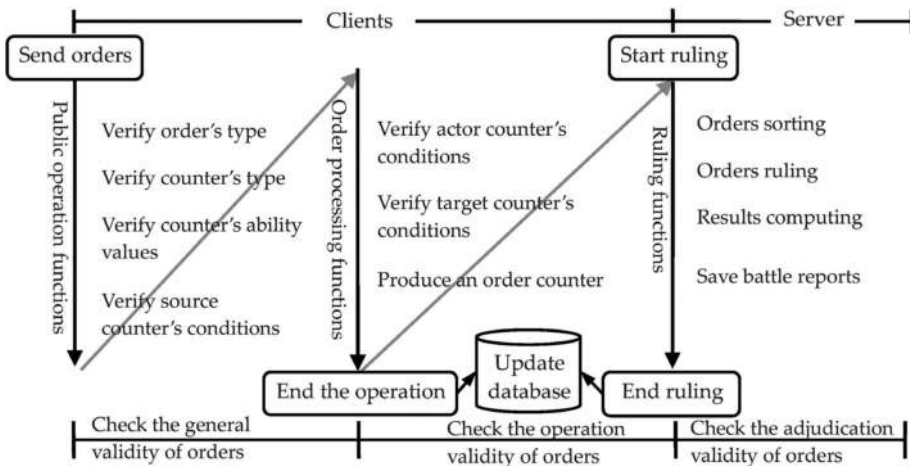 Clients
Server
Send orders
Start ruling
Public operation functions
Verify order's type
Verify counter's type
Verify counter's ability
values
Verify source
counter's conditions
Order processing functions
Verify actor counter's
conditions
Verify target counter's
conditions
Produce an order counter
Ruling functions
Orders sorting
Orders ruling
Results computing
Save battle reports
End the operation
Update
database
End ruling
Check the general
validity of orders
Check the operation
validity of orders
Check the adjudication
validity of orders